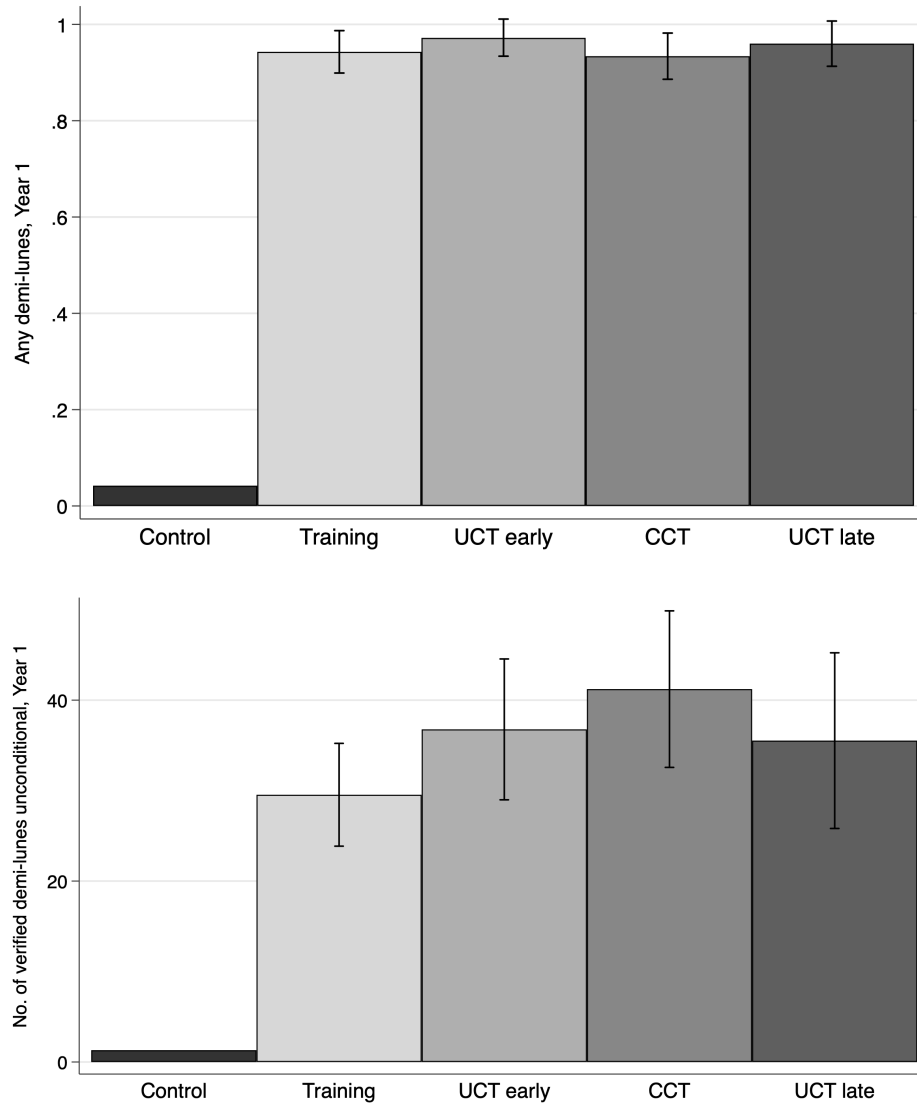 Any demi-lunes, Year 1
1
.8
.6
.4
.2
0
Control Training UCT early CCT UCT late
No. of verified demi-lunes unconditional, Year 1
40
20
0
Control Training UCT early CCT UCT late